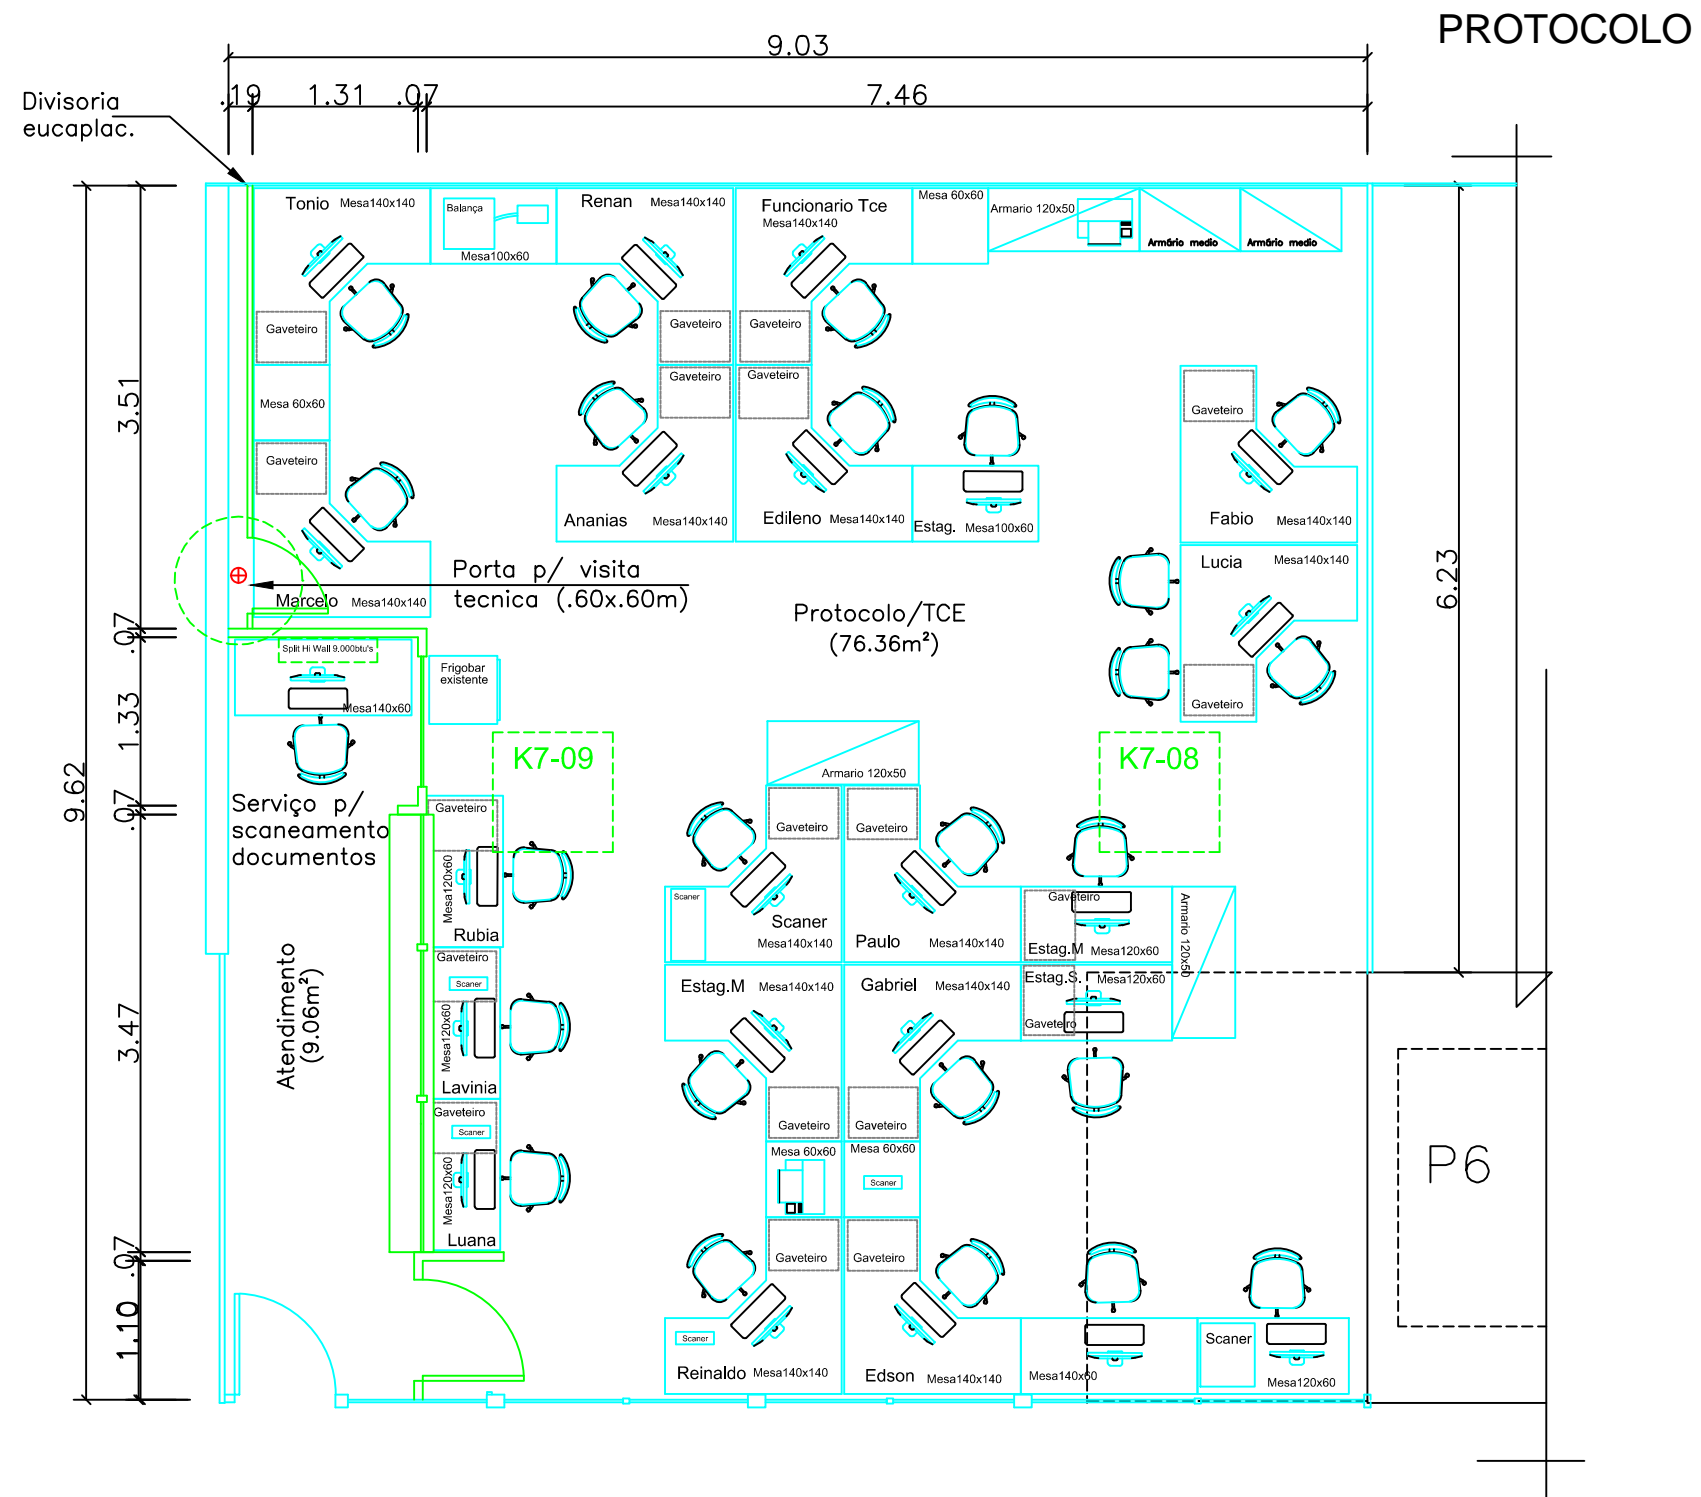 PROTOCOLO
9.03
.19
1.31
.07
7.46
Divisoria
eucaplac.
Tonio
Mesa140x140
Balança
Mesa100x60
Renan
Mesa140x140
Funcionario Tce
Mesa140x140
Mesa 60x60
Armario 120x50
Armário medio
Armário medio
Gaveteiro
Gaveteiro
Gaveteiro
Gaveteiro
Gaveteiro
Mesa 60x60
Gaveteiro
Gaveteiro
3.51
Ananias
Mesa140x140
Edileno
Mesa140x140
Estag.
Mesa100x60
Fabio
Mesa140x140
Lucia
Mesa140x140
6.23
Porta p/ visita
tecnica (.60x.60m)
Marcelo
Mesa140x140
Protocolo/TCE
(76.36m²)
.07
Split Hi Wall 9.000btu's
Mesa140x60
Frigobar
existente
Gaveteiro
1.33
K7-09
K7-08
9.62
.07
Armario 120x50
Serviço p/
scaneamento
documentos
Gaveteiro
Mesa120x60
Rubia
Gaveteiro
Gaveteiro
Scaner
Scaner
Mesa140x140
Paulo
Mesa140x140
Gaveteiro
Estag.M
Mesa120x60
Armario 120x50
Atendimento
(9.06m²)
3.47
Gaveteiro
Scaner
Mesa120x60
Lavinia
Estag.M
Mesa140x140
Gabriel
Mesa140x140
Estag.S.
Mesa120x60
Gaveteiro
Gaveteiro
Scaner
Mesa120x60
Luana
Gaveteiro
Gaveteiro
Mesa 60x60
Mesa 60x60
Scaner
P6
.07
Gaveteiro
Gaveteiro
1.10
Scaner
Reinaldo
Mesa140x140
Edson
Mesa140x140
Mesa140x60
Scaner
Mesa120x60